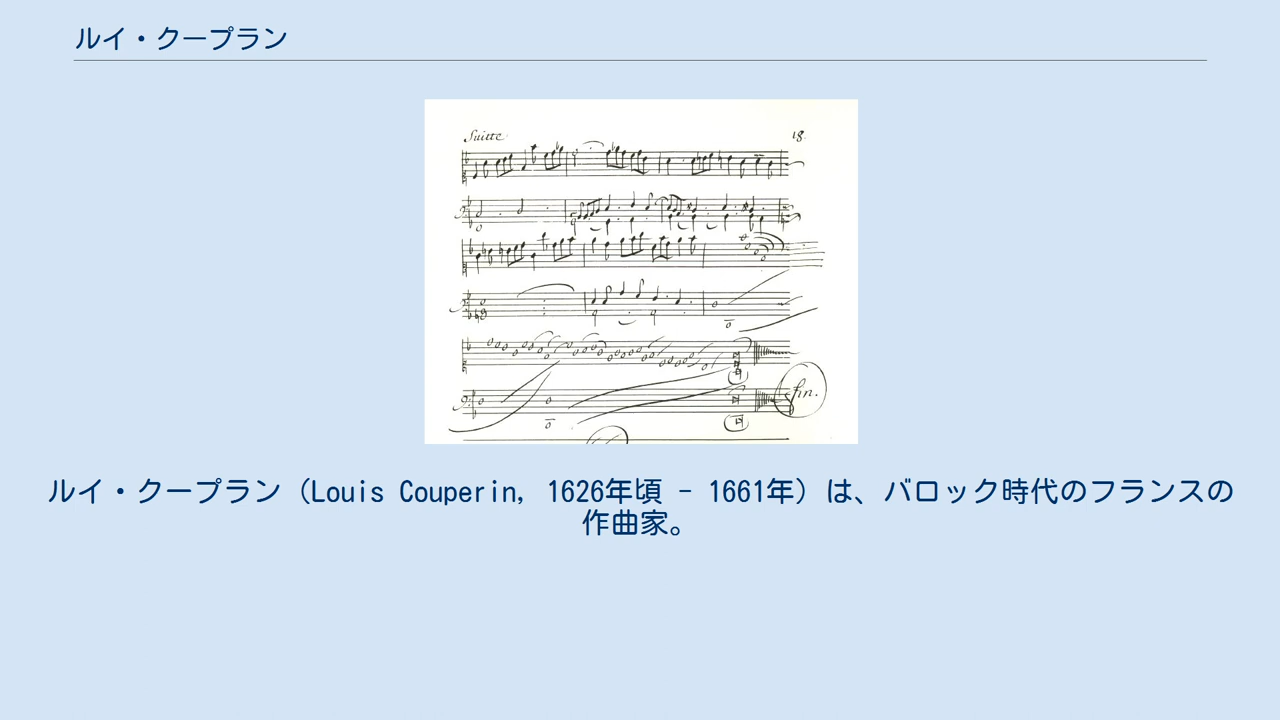 ルイ・クープラン
Suitte
18.
fin.
ルイ・クープラン（Louis Couperin, 1626年頃 - 1661年）は、バロック時代のフランスの
作曲家。